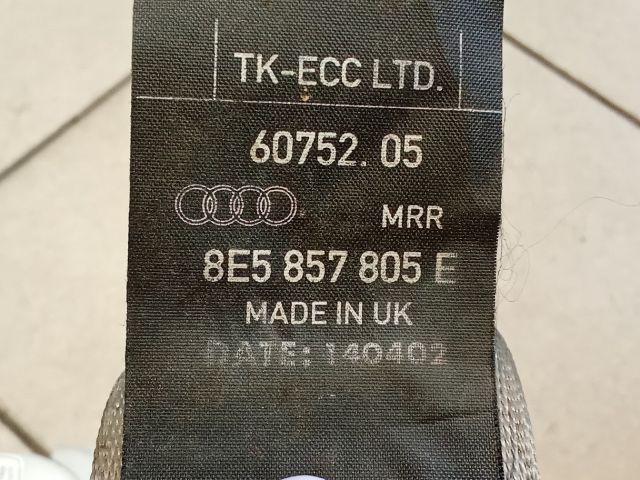 TK-ECC LTD.
60752. 05
MRR
8E5 857 805 E
MADE IN UK
DATE: 140402